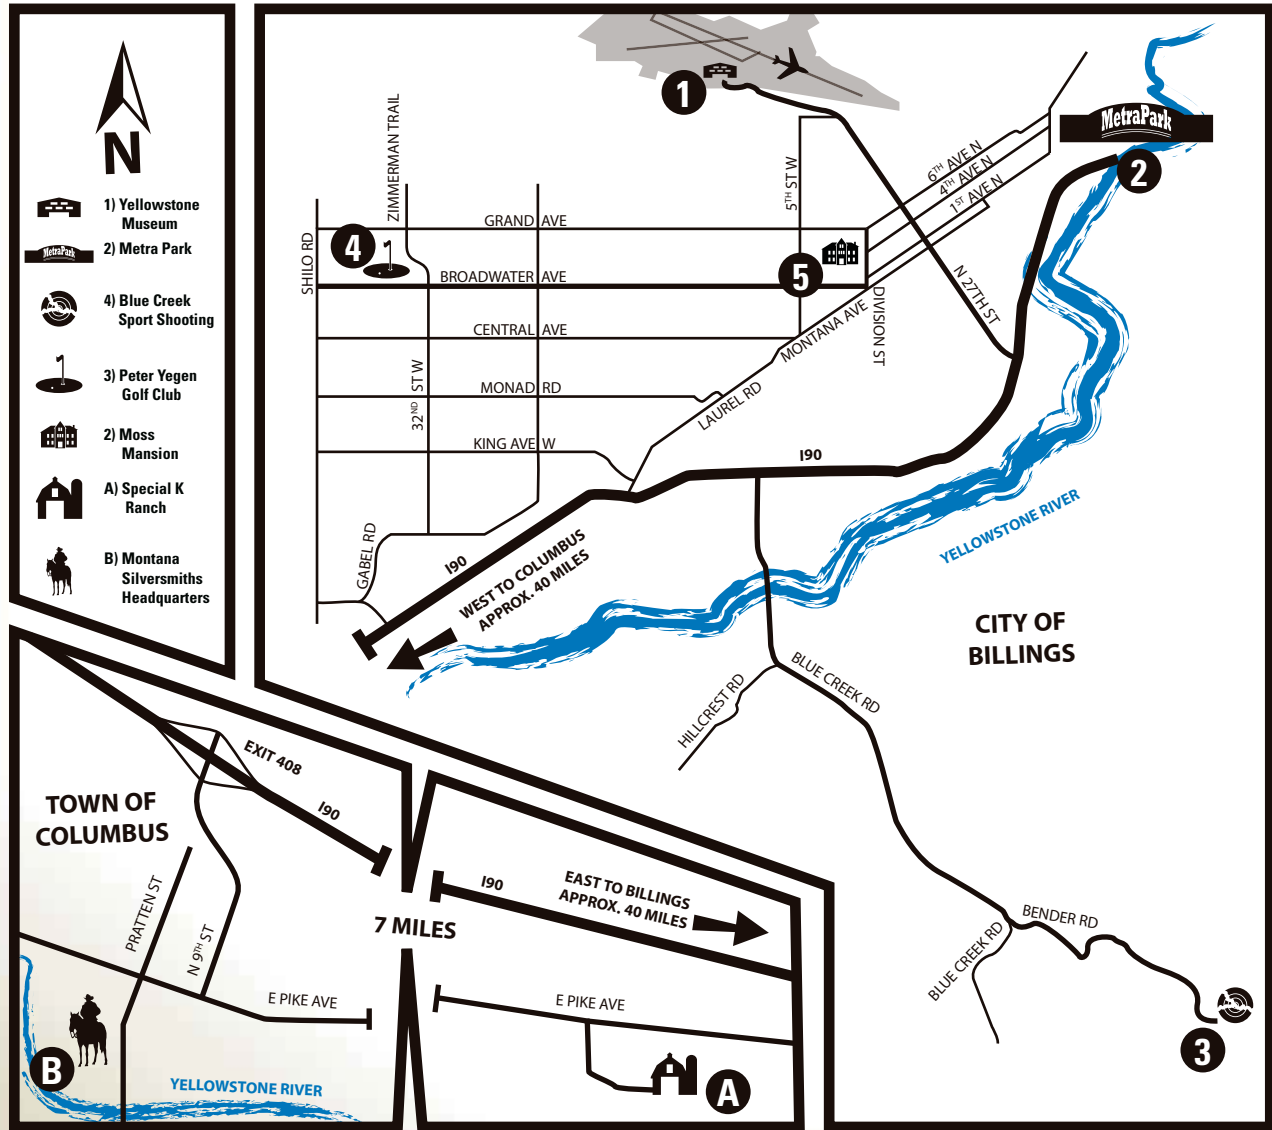 N
1) Yellowstone
Museum
MetraPark
2) Metra Park
4) Blue Creek
Sport Shooting
3) Peter Yegen
Golf Club
2) Moss
Mansion
A) Special K
Ranch
B) Montana
Silversmiths
Headquarters
1
MetraPark
2
ZIMMERMAN TRAIL
5TH ST W
6TH AVE N
4TH AVE N
1ST AVE N
SHILO RD
GRAND AVE
4
BROADWATER AVE
5
N 27TH ST
DIVISION ST
CENTRAL AVE
MONTANA AVE
32ND ST W
MONAD RD
LAUREL RD
KING AVE W
I90
GABEL RD
I90
WEST TO COLUMBUS
APPROX. 40 MILES
YELLOWSTONE RIVER
CITY OF
BILLINGS
HILLCREST RD
BLUE CREEK RD
BENDER RD
BLUE CREEK RD
3
EXIT 408
I90
TOWN OF
COLUMBUS
PRATTEN ST
N 9TH ST
E PIKE AVE
B
YELLOWSTONE RIVER
7 MILES
I90
EAST TO BILLINGS
APPROX. 40 MILES
E PIKE AVE
A